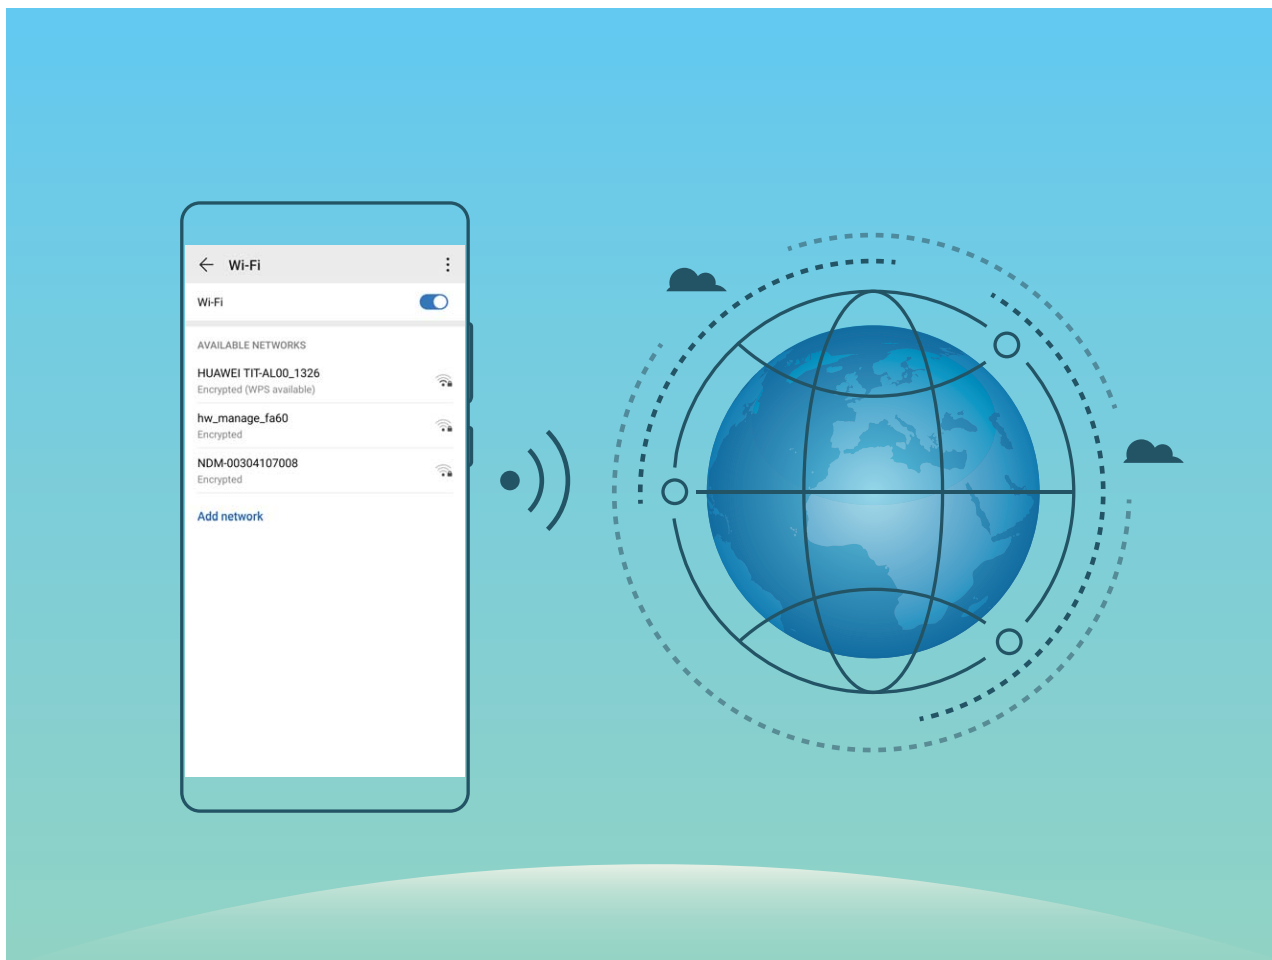 Wi-Fi
Wi-Fi
AVAILABLE NETWORKS
HUAWEI TIT-AL00_1326
Encrypted (WPS available)
hw_manage_fa60
Encrypted
NDM-00304107008
Encrypted
Add network